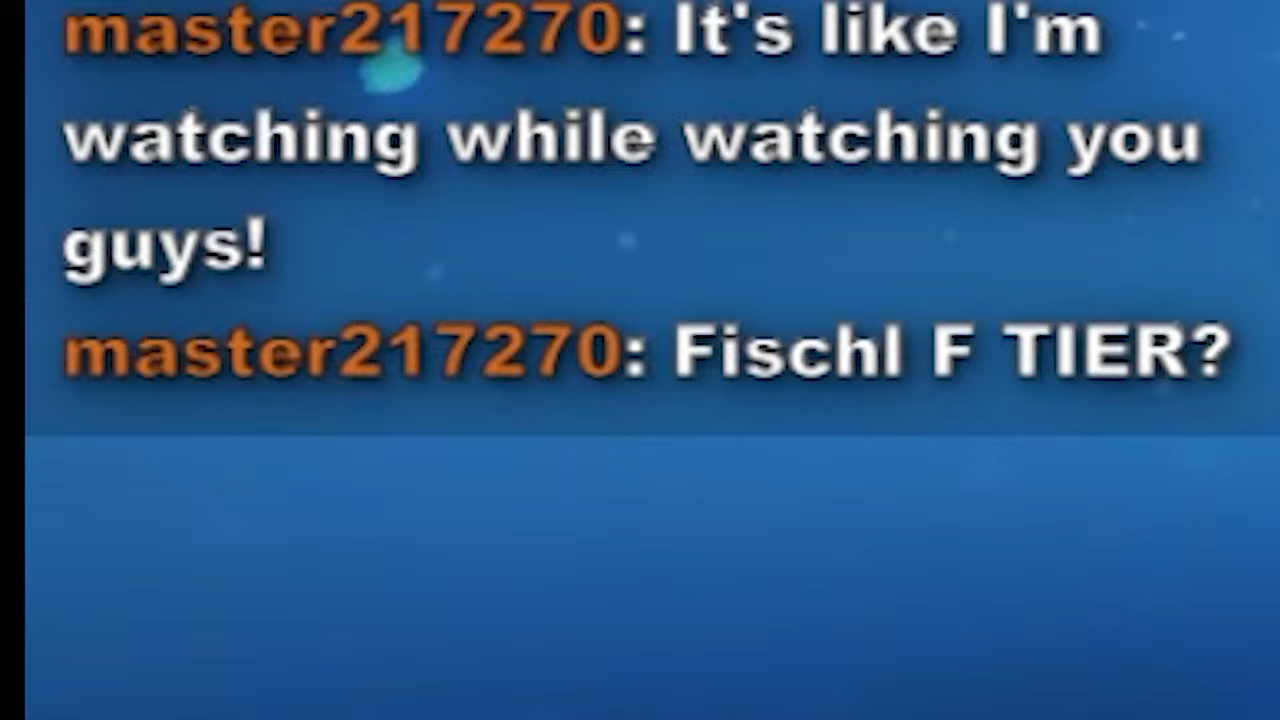 master217270: It's like I'm
watching while watching you
guys!
master217270: Fischl F TIER?